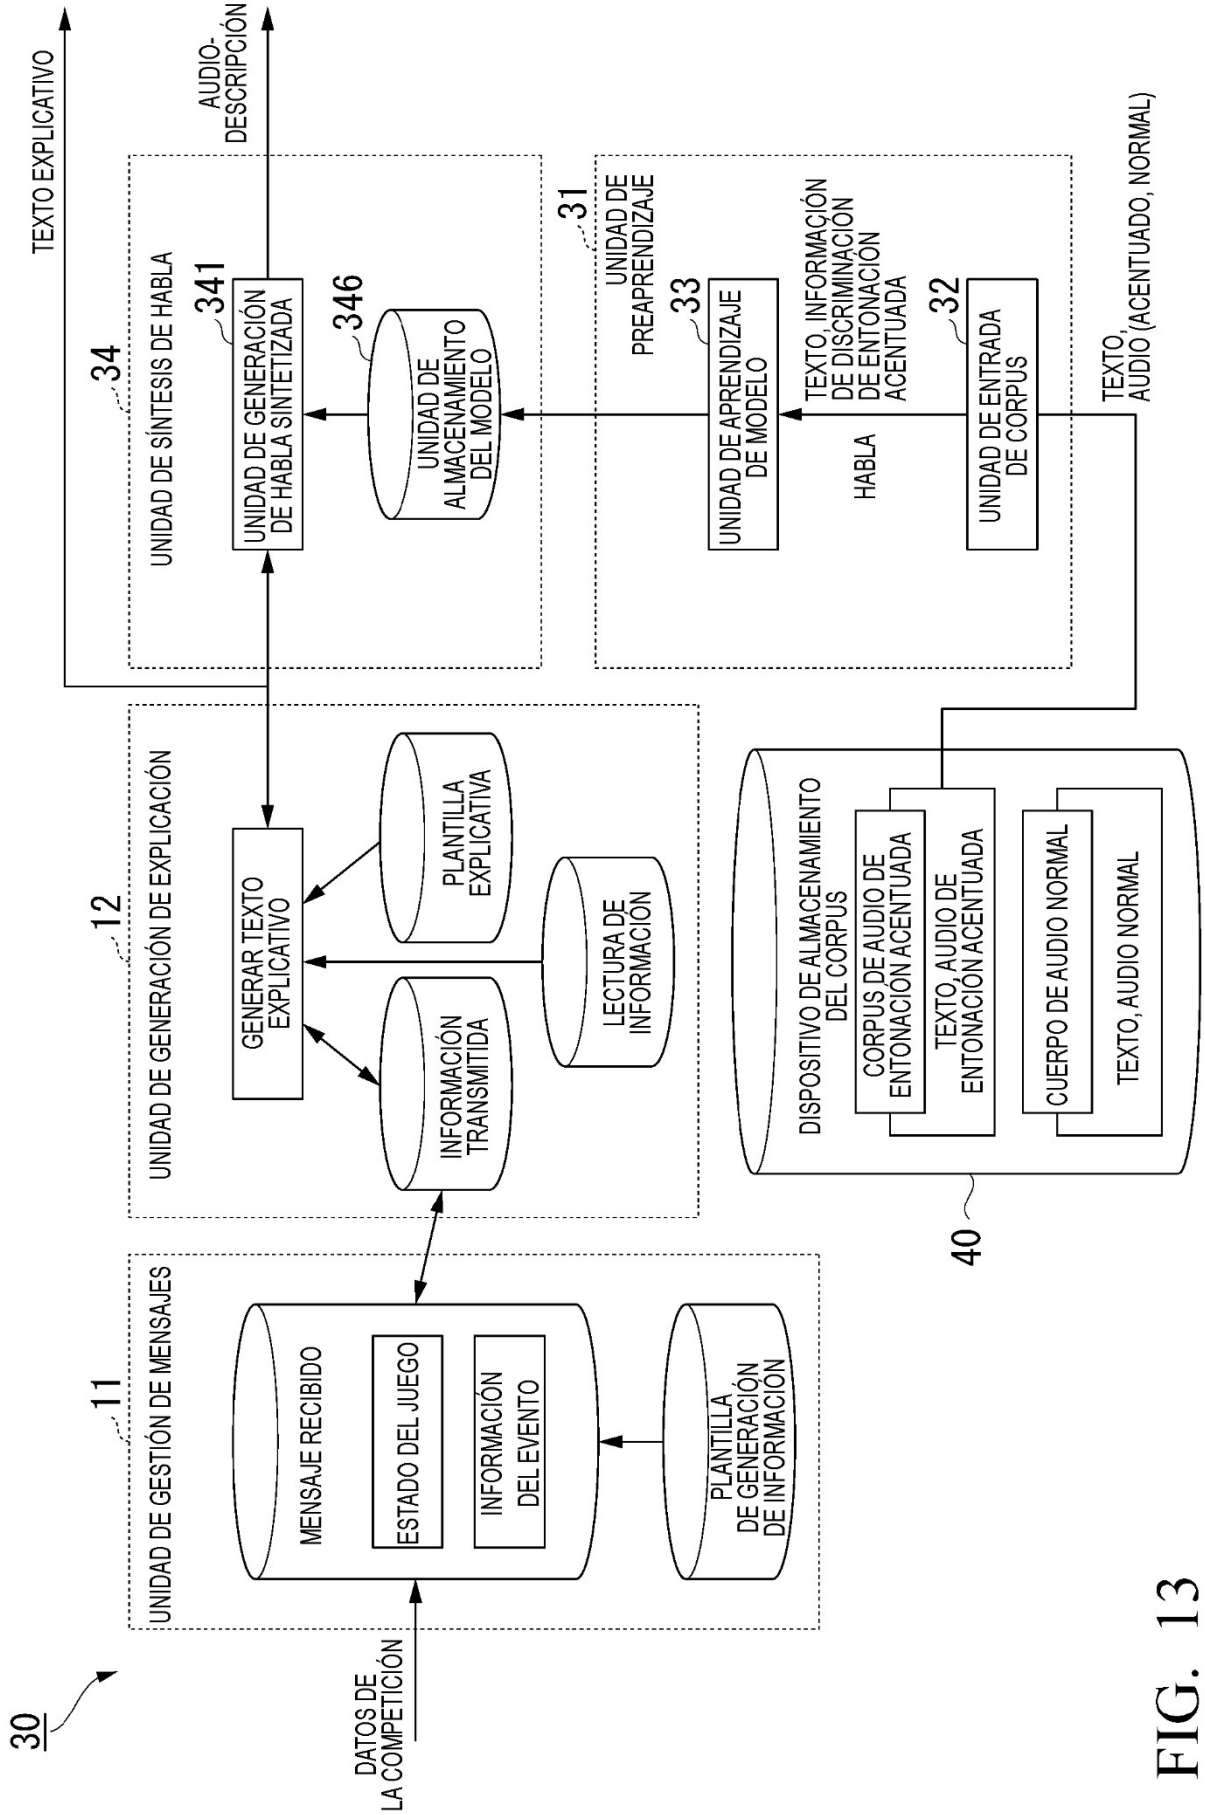 30
DATOS DE
LA COMPETICIÓN
11
UNIDAD DE GESTIÓN DE MENSAJES
MENSAJE RECIBIDO
ESTADO DEL JUEGO
INFORMACIÓN
DEL EVENTO
PLANTILLA
DE GENERACIÓN
DE INFORMACIÓN
12
UNIDAD DE GENERACIÓN DE EXPLICACIÓN
GENERAR TEXTO
EXPLICATIVO
INFORMACIÓN
TRANSMITIDA
PLANTILLA
EXPLICATIVA
LECTURA DE
INFORMACIÓN
TEXTO EXPLICATIVO
34
UNIDAD DE SÍNTESIS DE HABLA
341
UNIDAD DE GENERACIÓN
DE HABLA SINTETIZADA
346
UNIDAD DE
ALMACENAMIENTO
DEL MODELO
AUDIO-
DESCRIPCIÓN
31
UNIDAD DE
PREAPRENDIZAJE
33
UNIDAD DE APRENDIZAJE
DE MODELO
HABLA
TEXTO, INFORMACIÓN
DE DISCRIMINACIÓN
DE ENTONACIÓN
ACENTUADA
32
UNIDAD DE ENTRADA
DE CORPUS
TEXTO,
AUDIO (ACENTUADO, NORMAL)
40
DISPOSITIVO DE ALMACENAMIENTO
DEL CORPUS
CORPUS DE AUDIO DE
ENTONACIÓN ACENTUADA
TEXTO, AUDIO DE
ENTONACIÓN ACENTUADA
CUERPO DE AUDIO NORMAL
TEXTO, AUDIO NORMAL
FIG. 13